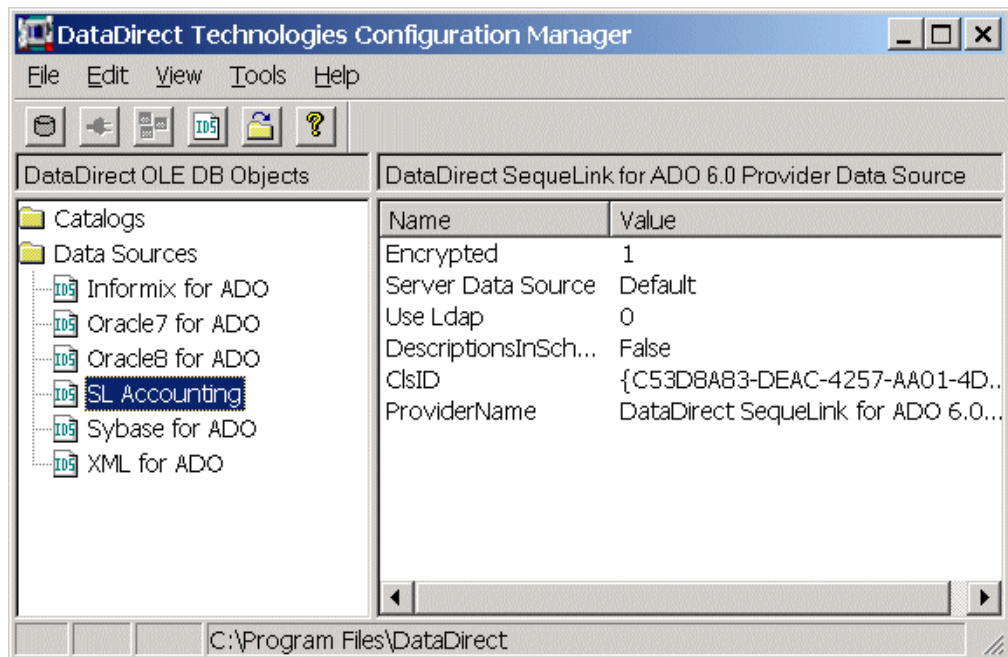 DataDirect Technologies Configuration Manager
File Edit View Tools Help
DataDirect OLE DB Objects
DataDirect SequeLink for ADO 6.0 Provider Data Source
Catalogs
Data Sources
Informix for ADO
Oracle7 for ADO
Oracle8 for ADO
SL Accounting
Sybase for ADO
XML for ADO
Name Value
Encrypted 1
Server Data Source Default
Use Ldap 0
DescriptionsInSch... False
ClsID {C53D8A83-DEAC-4257-AA01-4D...
ProviderName DataDirect SequeLink for ADO 6.0...
C:\Program Files\DataDirect